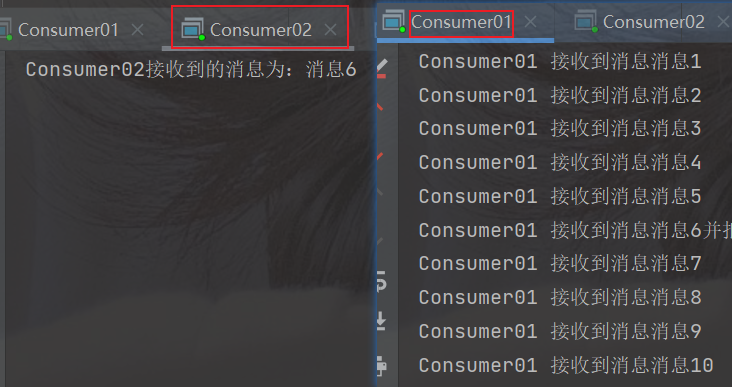 Consumer01
Consumer02
Consumer02接收到的消息为：消息6
Consumer01
Consumer02
Consumer01 接收到消息消息1
Consumer01 接收到消息消息2
Consumer01 接收到消息消息3
Consumer01 接收到消息消息4
Consumer01 接收到消息消息5
Consumer01 接收到消息消息6并
Consumer01 接收到消息消息7
Consumer01 接收到消息消息8
Consumer01 接收到消息消息9
Consumer01 接收到消息消息10